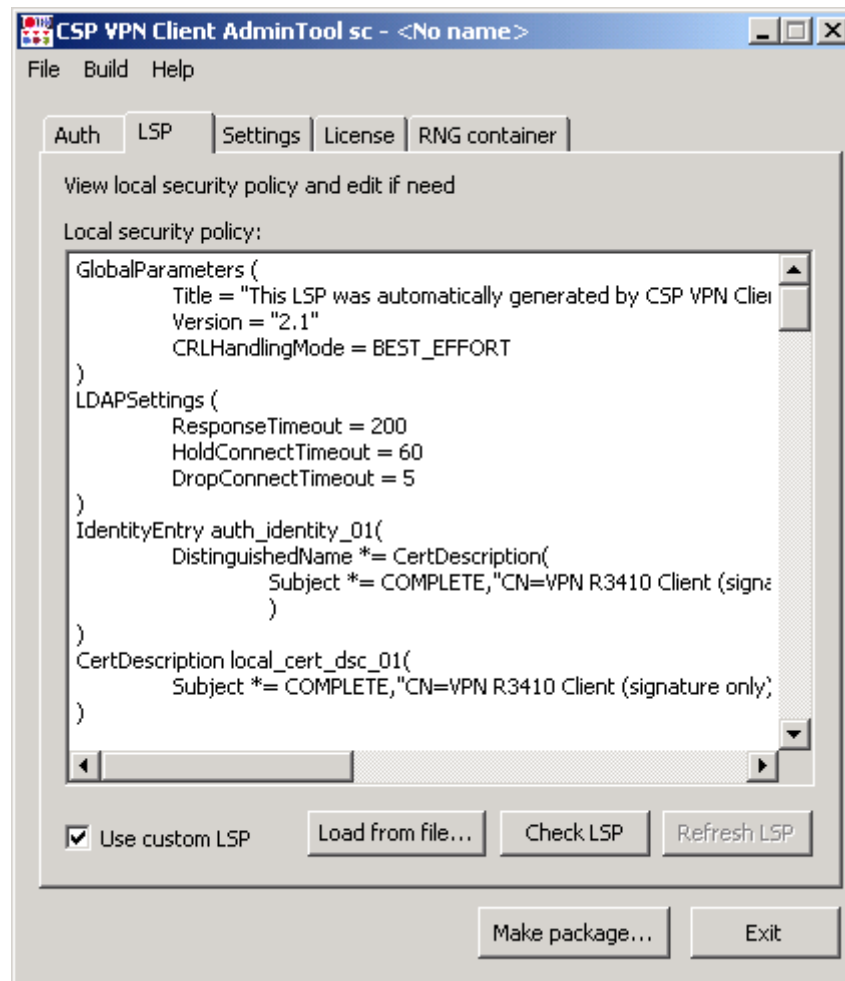 CSP VPN Client AdminTool sc - <No name>
File Build Help
Auth LSP Settings License RNG container
View local security policy and edit if need
Local security policy:
GlobalParameters (
Title = "This LSP was automatically generated by CSP VPN Clie
Version = "2.1"
CRLHandlingMode = BEST_EFFORT
)
LDAPSettings (
ResponseTimeout = 200
HoldConnectTimeout = 60
DropConnectTimeout = 5
)
IdentityEntry auth_identity_01(
DistinguishedName *= CertDescription(
Subject *= COMPLETE,"CN=VPN R3410 Client (signa
)
)
CertDescription local_cert_dsc_01(
Subject *= COMPLETE,"CN=VPN R3410 Client (signature only)
)
Use custom LSP Load from file... Check LSP Refresh LSP
Make package... Exit